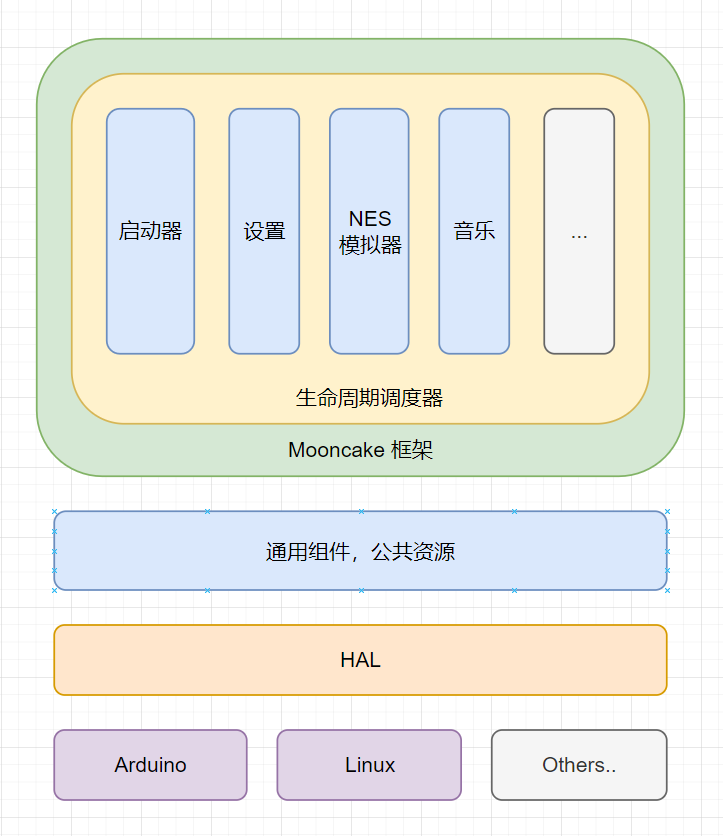 启动器
设置
NES
模拟器
音乐
...
生命周期调度器
Mooncake 框架
通用组件，公共资源
HAL
Arduino
Linux
Others..